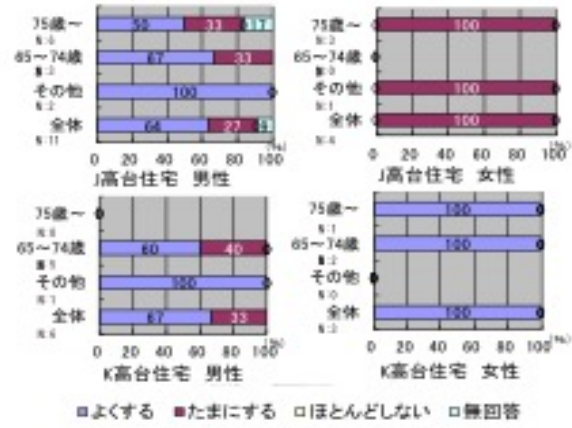 75歳～ 50 33 17
N:6
65～74歳 67 33
N:3
その他 100
N:2
全体 64 27 9
N:11
0 20 40 60 80 100 (%)
J高台住宅 男性
75歳～ 100
65～74歳
N:0
その他 100
N:1
全体 100
0 20 40 60 80 100 (%)
J高台住宅 女性
75歳～
N:0
65～74歳 60 40
N:5
その他 100
N:1
全体 67 33
N:6
0 20 40 60 80 100 (%)
K高台住宅 男性
75歳～ 100
N:1
65～74歳 100
N:2
その他
N:0
全体 100
N:3
0 20 40 60 80 100 (%)
K高台住宅 女性
よくする たまにする ほとんどしない 無回答